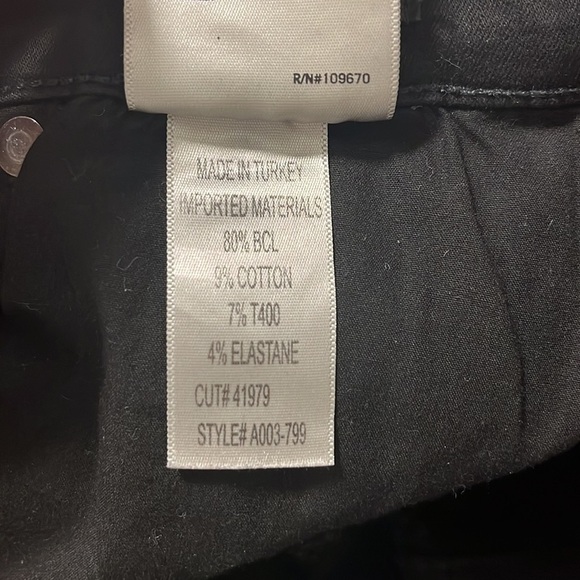 R/N#109670
MADE IN TURKEY
IMPORTED MATERIALS
80% BCL
9% COTTON
7% T400
4% ELASTANE
CUT# 41979
STYLE# A003-799